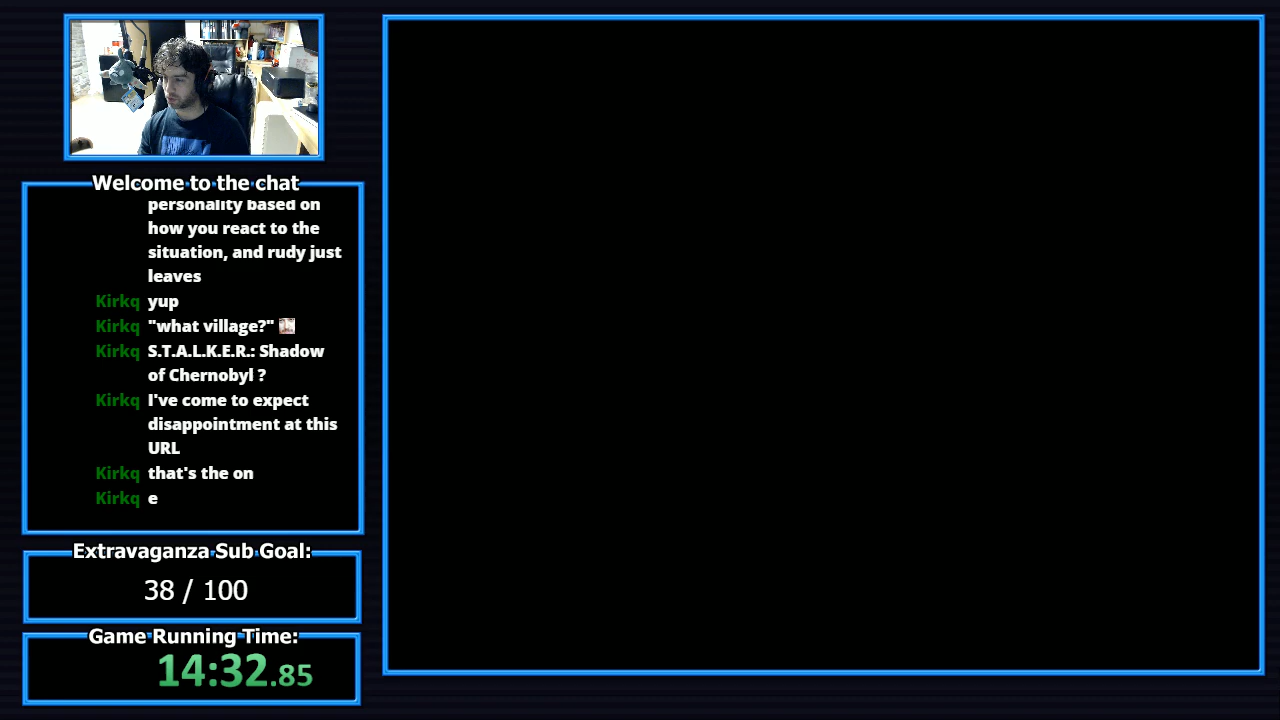 Welcome to the chat
personality based on
how you react to the
situation, and rudy just
leaves
Kirkq yup
Kirkq "what village?"
Kirkq S.T.A.L.K.E.R.: Shadow
of Chernobyl ?
Kirkq I've come to expect
disappointment at this
URL
Kirkq that's the on
Kirkq e
Extravaganza Sub Goal:
38 / 100
Game Running Time:
14:32.85